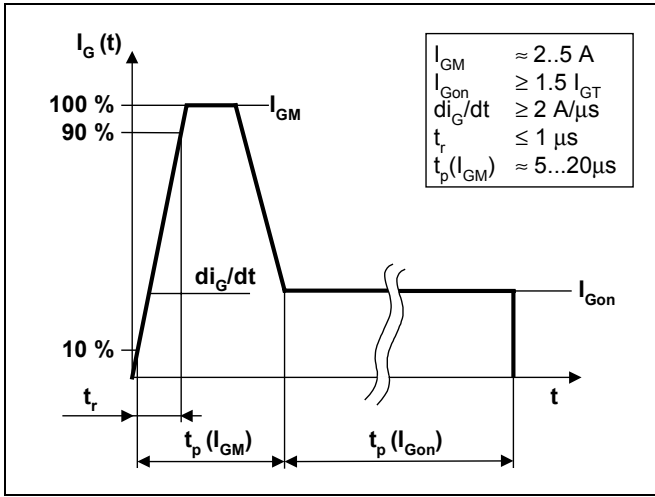 I_G (t)
100 %
90 %
I_GM
di_G/dt
I_Gon
10 %
t_r
t
t_p (I_GM)
t_p (I_Gon)
I_GM ≈ 2..5 A
I_Gon ≥ 1.5 I_GT
di_G/dt ≥ 2 A/μs
t_r ≤ 1 μs
t_p(I_GM) ≈ 5...20μs